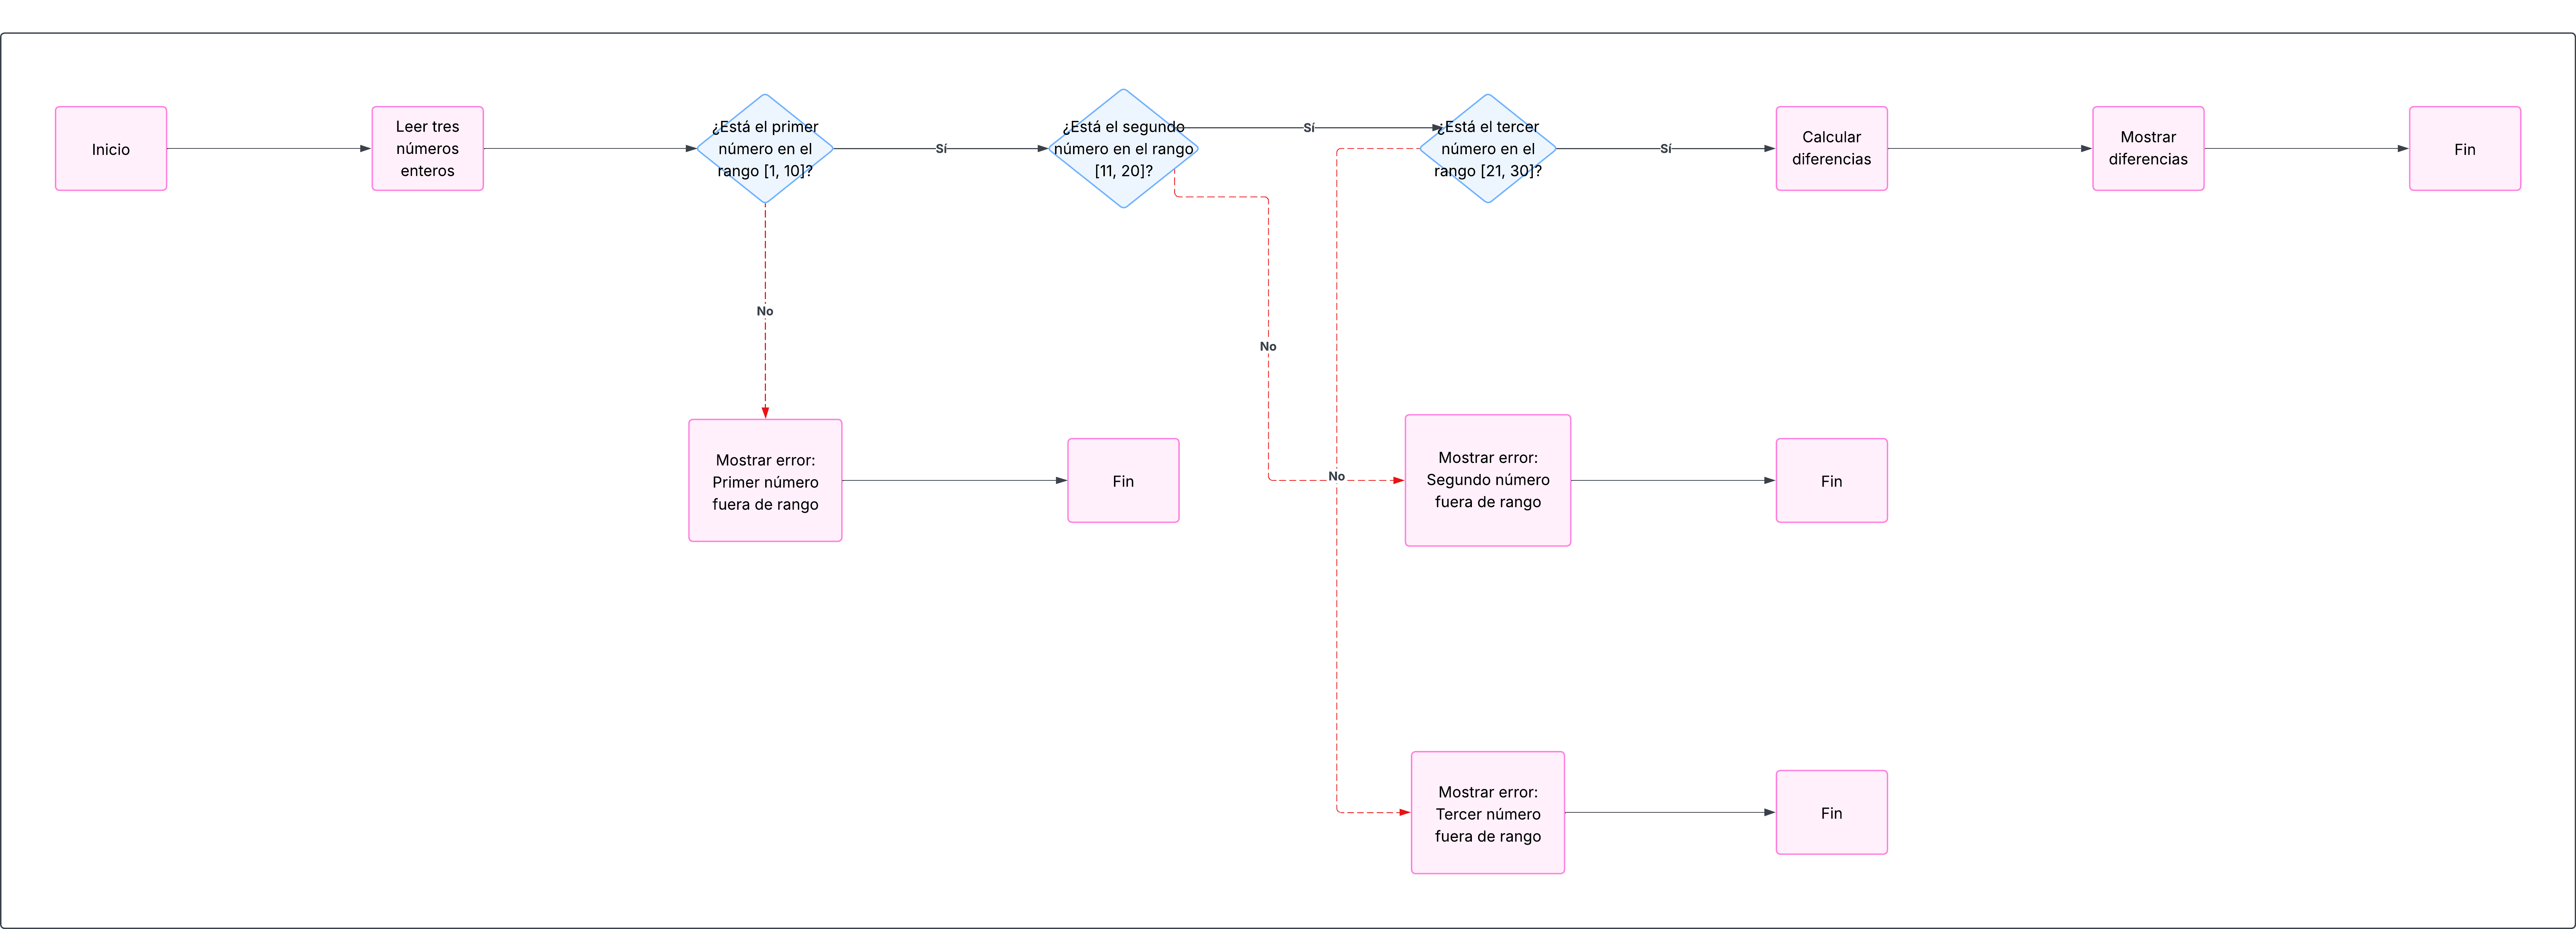 Inicio
Leer tres
números
enteros
¿Está el primer
número en el
rango [1, 10]?
Sí
¿Está el segundo
número en el rango
[11, 20]?
Sí
¿Está el tercer
número en el
rango [21, 30]?
Sí
Calcular
diferencias
Mostrar
diferencias
Fin
No
No
Mostrar error:
Primer número
fuera de rango
Fin
No
Mostrar error:
Segundo número
fuera de rango
Fin
Mostrar error:
Tercer número
fuera de rango
Fin